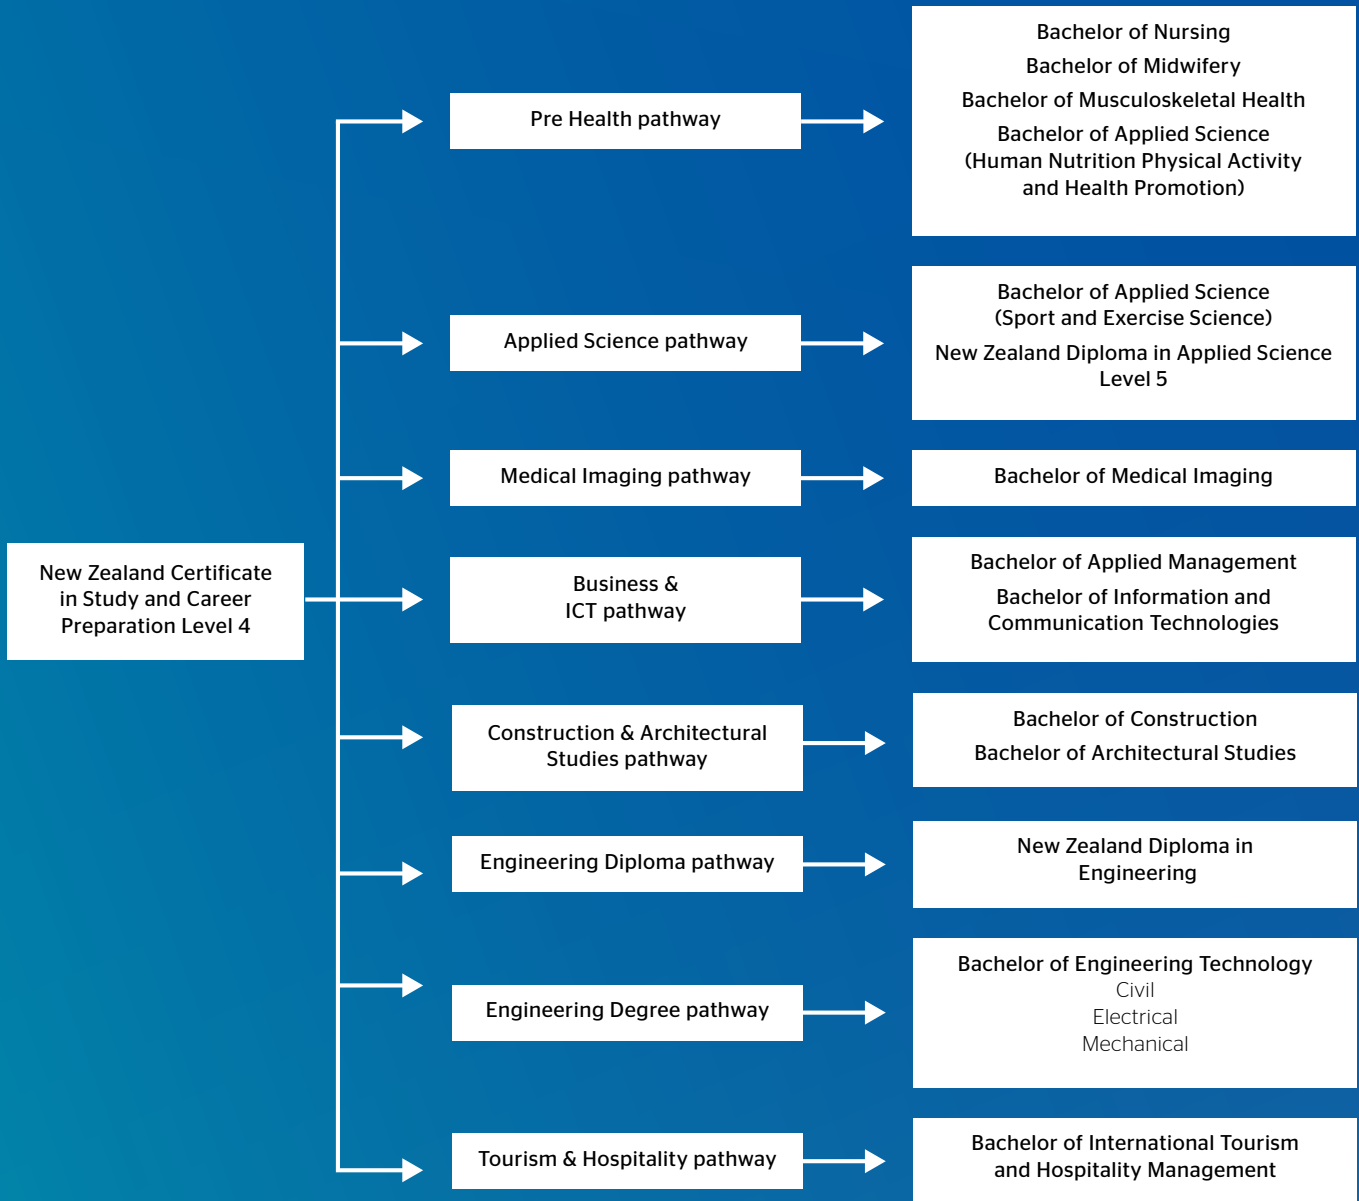 New Zealand Certificate
in Study and Career
Preparation Level 4
Pre Health pathway
Bachelor of Nursing
Bachelor of Midwifery
Bachelor of Musculoskeletal Health
Bachelor of Applied Science
(Human Nutrition Physical Activity
and Health Promotion)
Applied Science pathway
Bachelor of Applied Science
(Sport and Exercise Science)
New Zealand Diploma in Applied Science
Level 5
Medical Imaging pathway
Bachelor of Medical Imaging
Business &
ICT pathway
Bachelor of Applied Management
Bachelor of Information and
Communication Technologies
Construction & Architectural
Studies pathway
Bachelor of Construction
Bachelor of Architectural Studies
Engineering Diploma pathway
New Zealand Diploma in
Engineering
Engineering Degree pathway
Bachelor of Engineering Technology
Civil
Electrical
Mechanical
Tourism & Hospitality pathway
Bachelor of International Tourism
and Hospitality Management